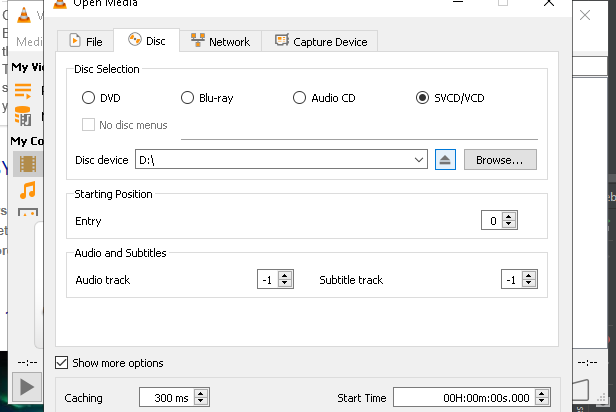 Open Media
Medi
File
Disc
Network
Capture Device
My Vi
Disc Selection
DVD
Blu-ray
Audio CD
SVCD/VCD
No disc menus
My Co
Disc device
D:\
Browse...
Starting Position
Entry
0
Audio and Subtitles
Audio track
-1
Subtitle track
-1
--:--
Show more options
--:--
Caching
300 ms
Start Time
00H:00m:00s.000